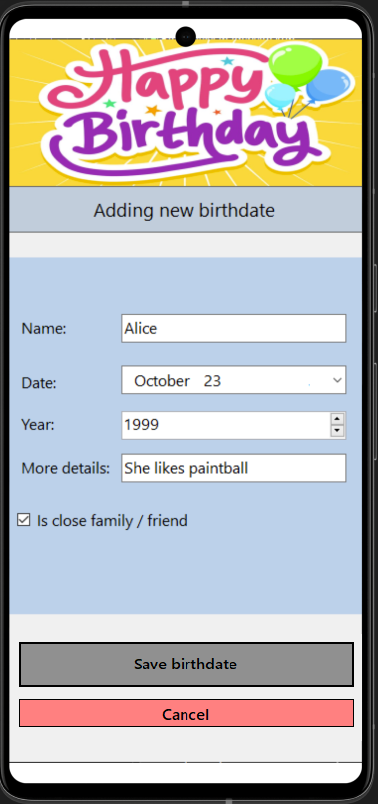 Happy
Birthday
Adding new birthdate
Name: Alice
Date: October 23
Year: 1999
More details: She likes paintball
Is close family / friend
Save birthdate
Cancel